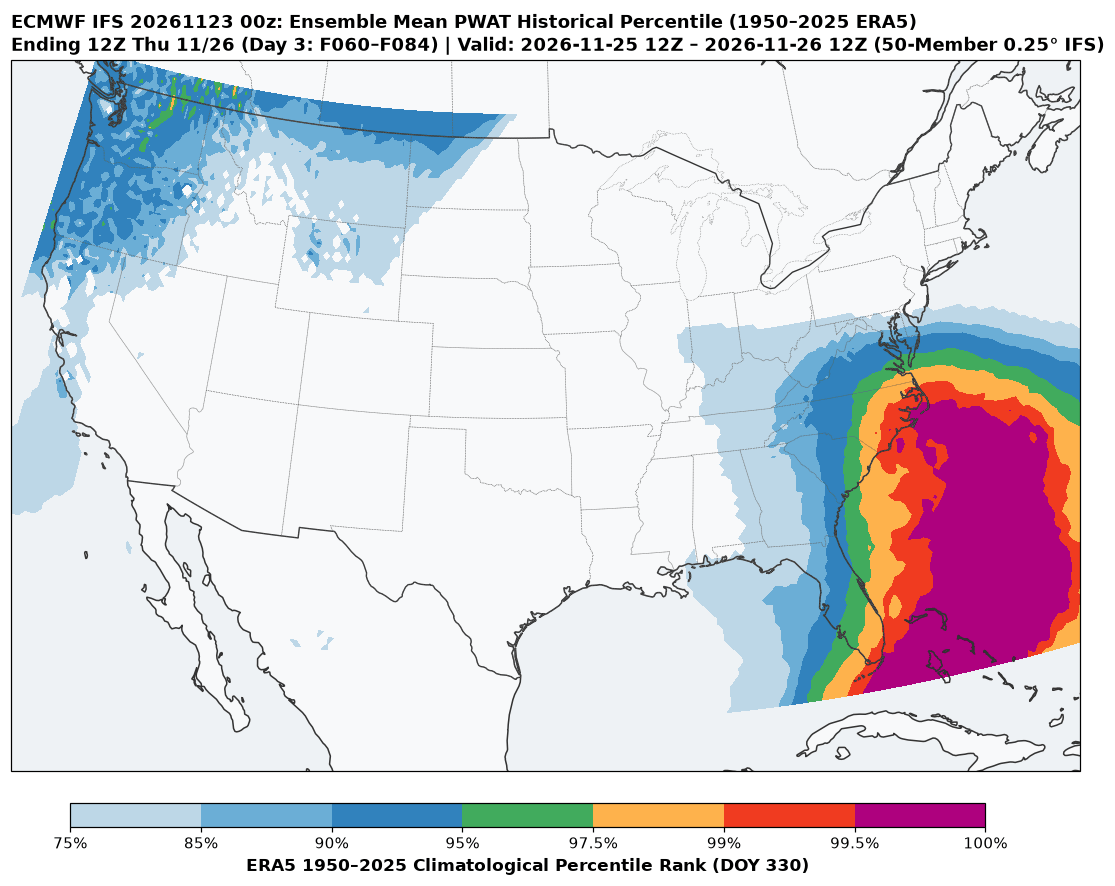 ECMWF IFS 20261123 00z: Ensemble Mean PWAT Historical Percentile (1950–2025 ERA5)
Ending 12Z Thu 11/26 (Day 3: F060–F084) | Valid: 2026-11-25 12Z – 2026-11-26 12Z (50-Member 0.25° IFS)
75% 85% 90% 95% 97.5% 99% 99.5% 100%
ERA5 1950–2025 Climatological Percentile Rank (DOY 330)